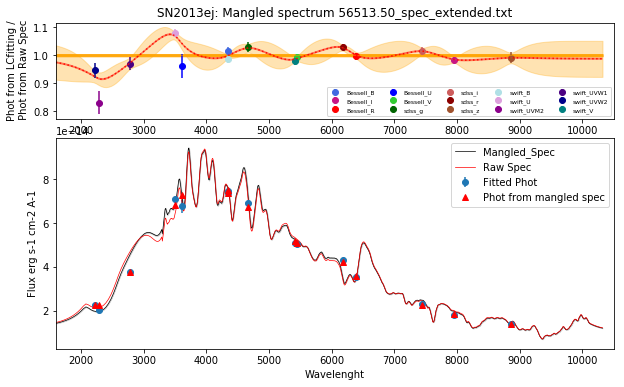 SN2013ej: Mangled spectrum 56513.50_spec_extended.txt
Phot from LCfitting /
Phot from Raw Spec
1.1
1.0
0.9
0.8
Bessell_B
Bessell_I
Bessell_R
Bessell_U
Bessell_V
sdss_g
sdss_i
sdss_r
sdss_z
swift_B
swift_U
swift_UVM2
swift_UVW1
swift_UVW2
swift_V
2000 3000 4000 5000 6000 7000 8000 9000 10000
Flux erg s-1 cm-2 A-1
8
6
4
2
Mangled_Spec
Raw Spec
Fitted Phot
Phot from mangled spec
2000 3000 4000 5000 6000 7000 8000 9000 10000
Wavelenght